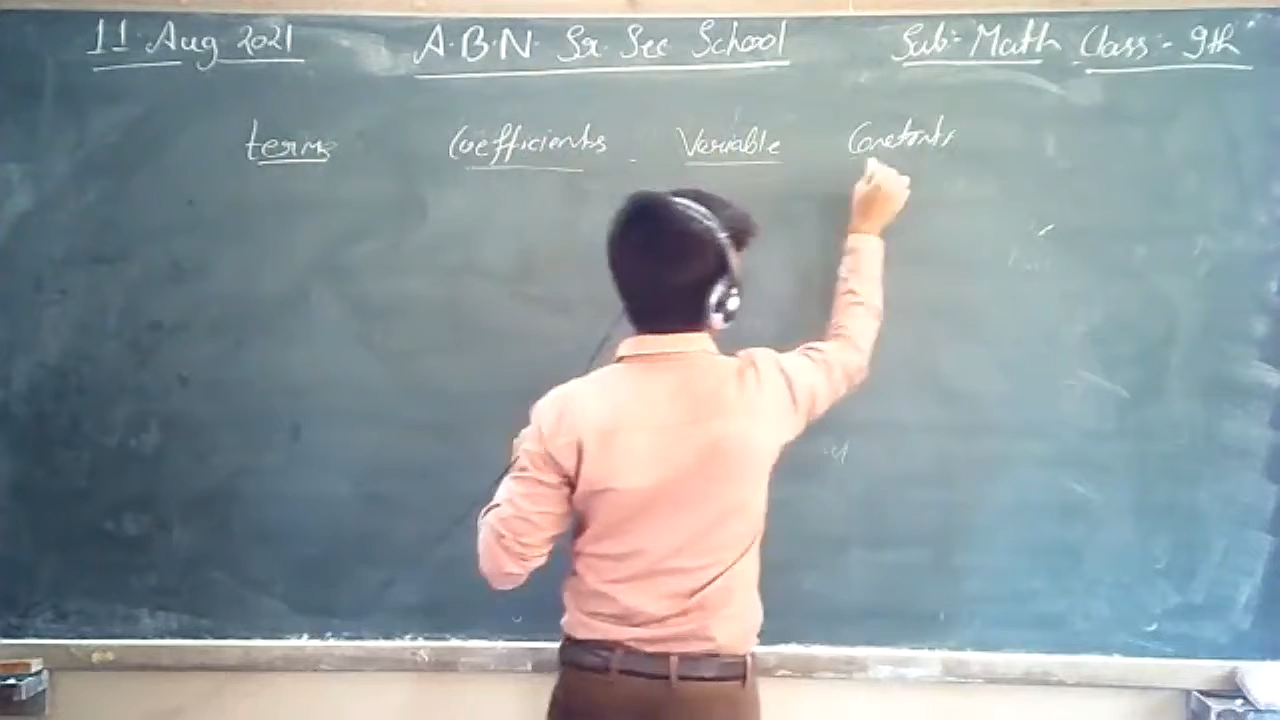 11 Aug 2021 A.B.N. Sr. Sec School Sub:- Math Class:- 9th
terms Coefficients Variable Constants